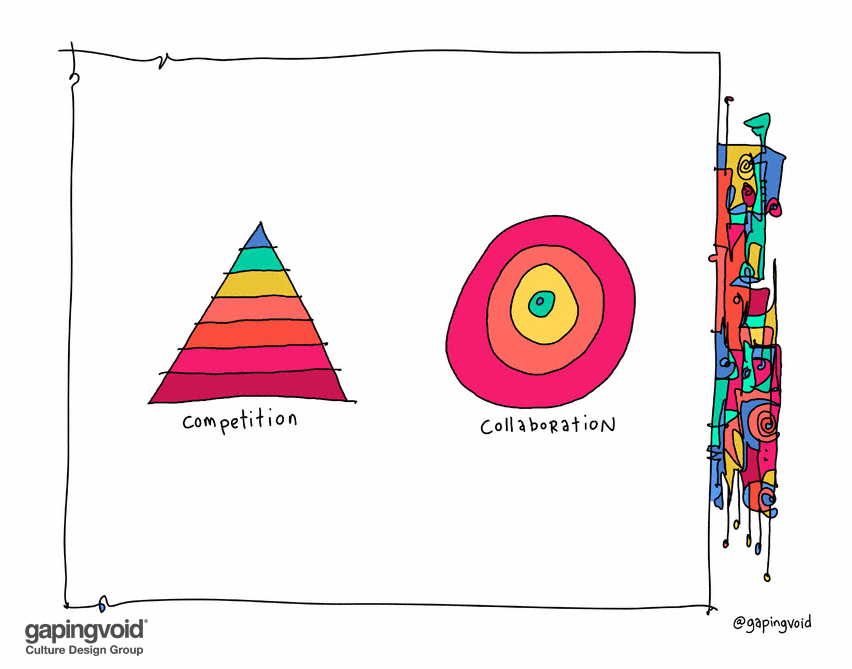 Competition
Collaboration
@gapingvoid
gapingvoid®
Culture Design Group